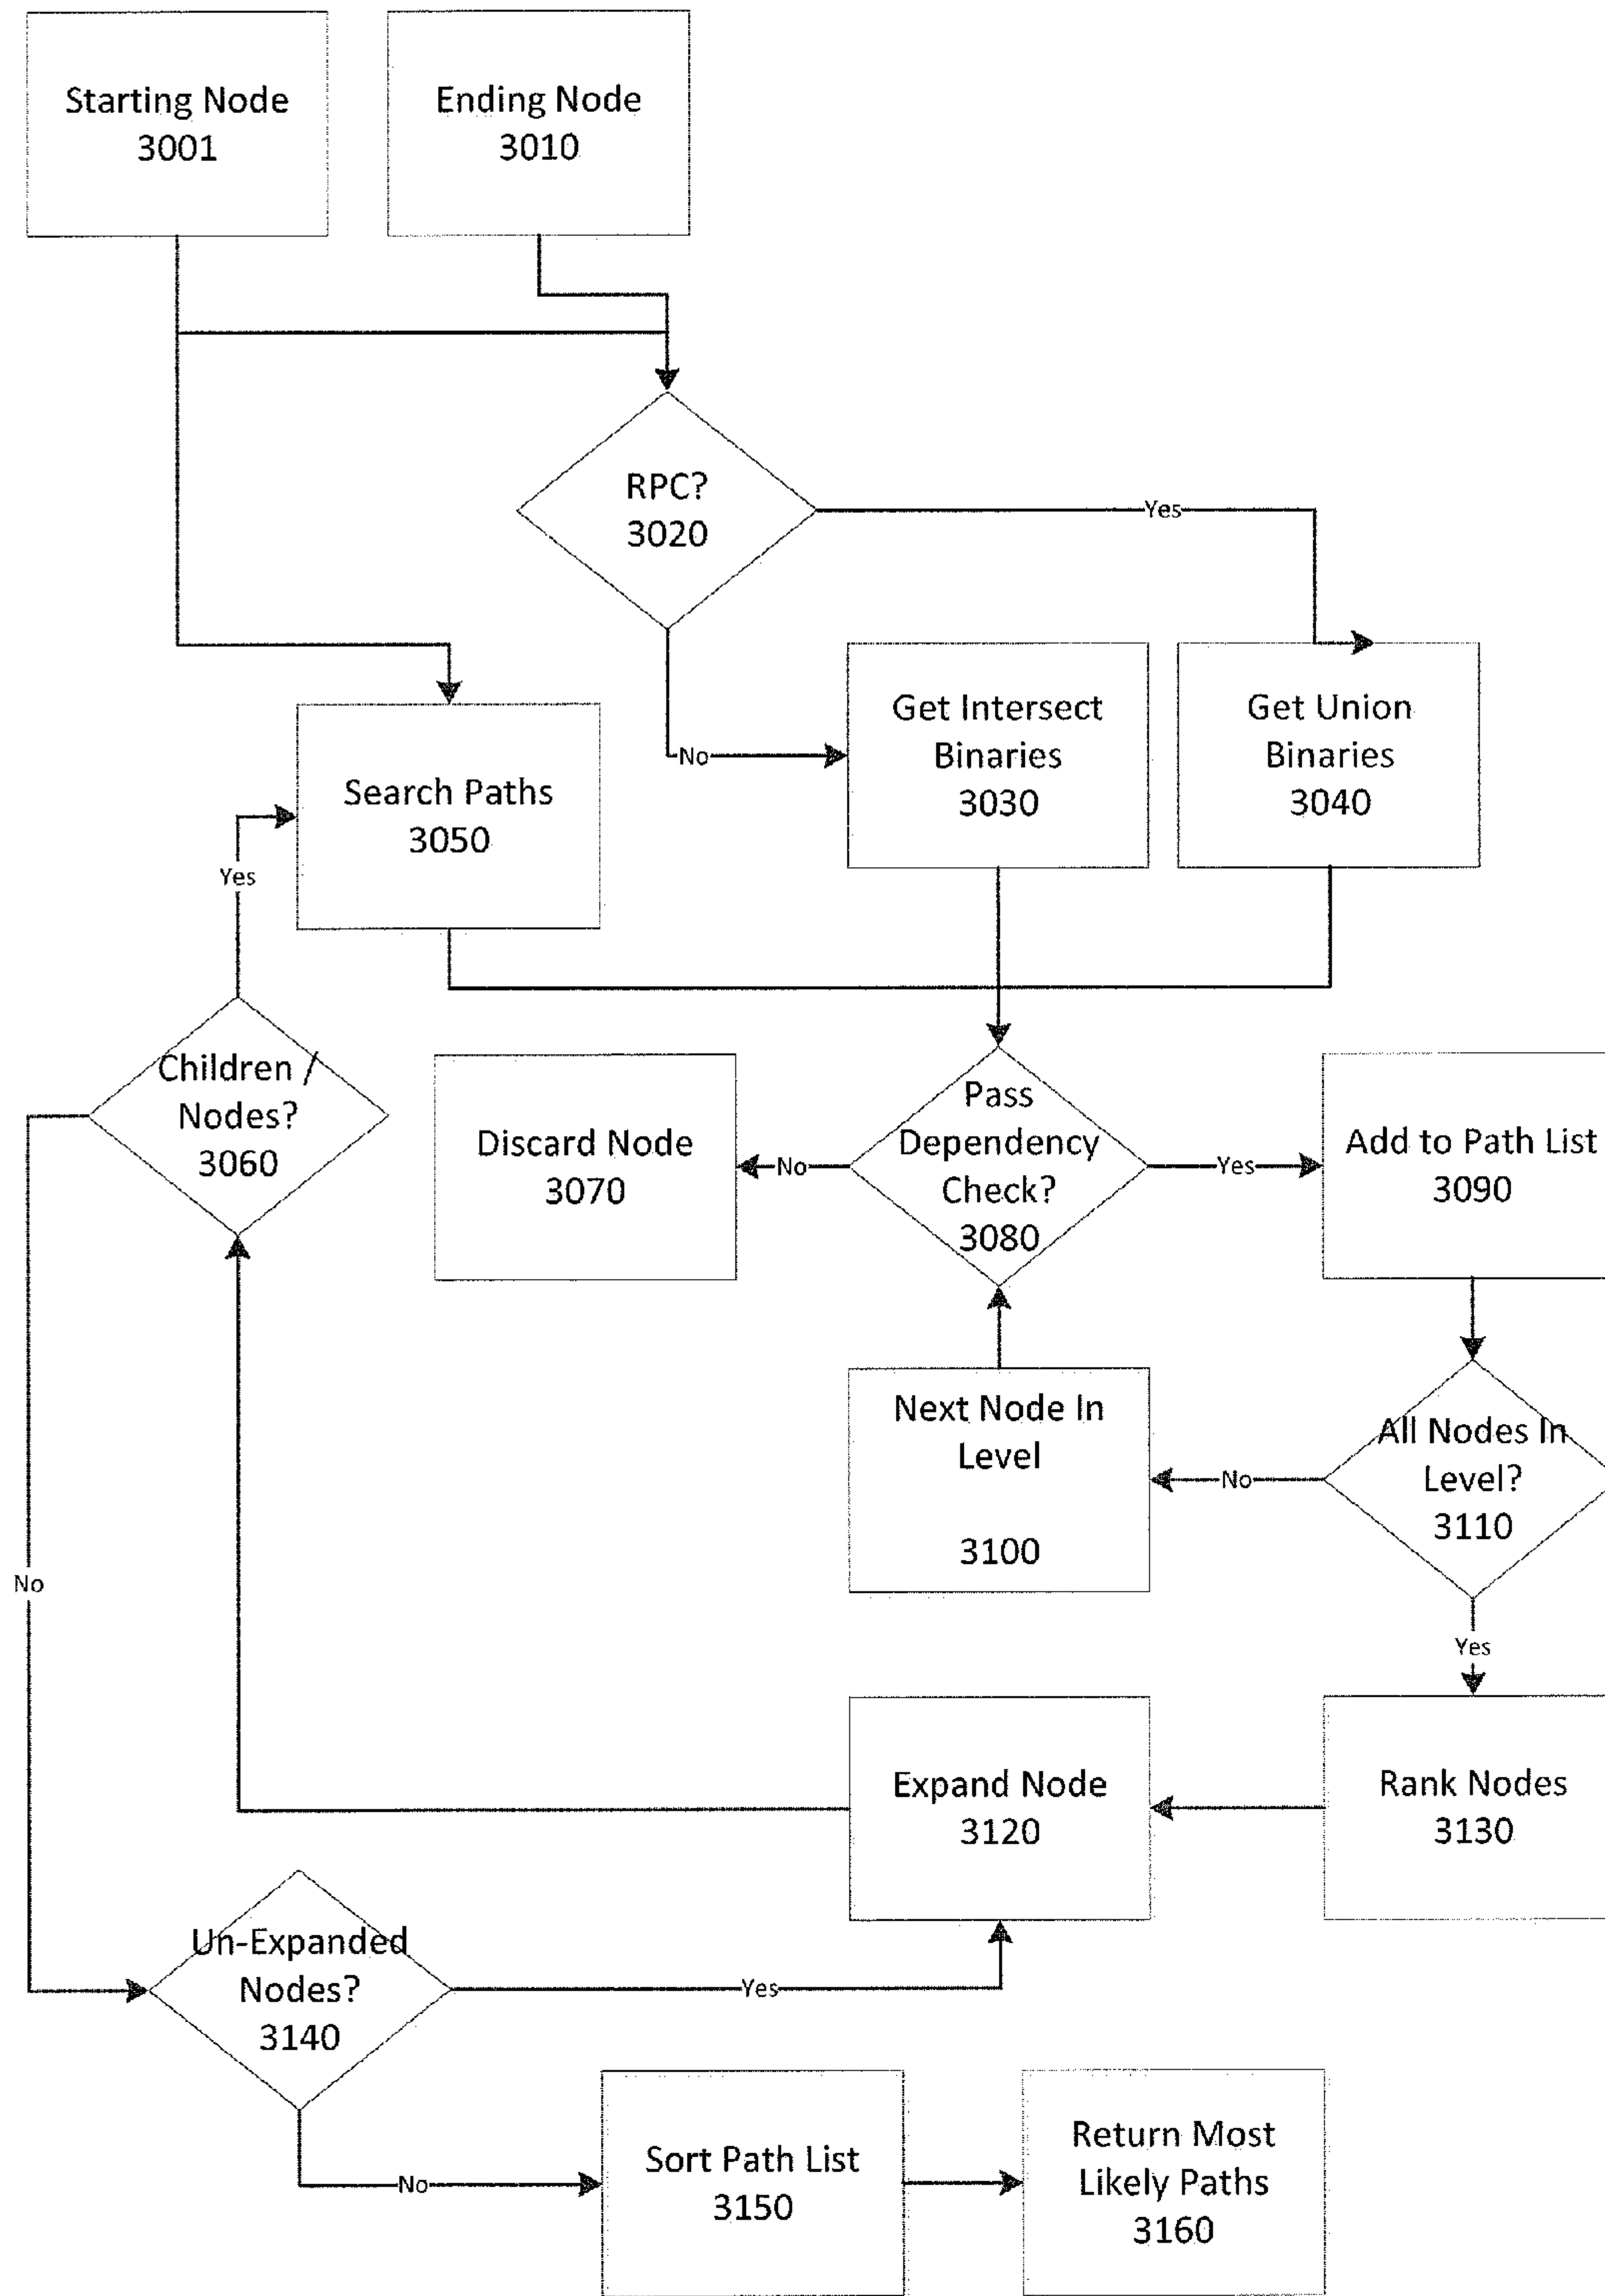 Starting Node
3001
Ending Node
3010
RPC?
3020
Yes
No
Get Intersect
Binaries
3030
Get Union
Binaries
3040
Search Paths
3050
Yes
Children /
Nodes?
3060
Discard Node
3070
No
Pass
Dependency
Check?
3080
Yes
Add to Path List
3090
Next Node In
Level
3100
No
All Nodes In
Level?
3110
No
Yes
Expand Node
3120
Rank Nodes
3130
Un-Expanded
Nodes?
3140
Yes
No
Sort Path List
3150
Return Most
Likely Paths
3160